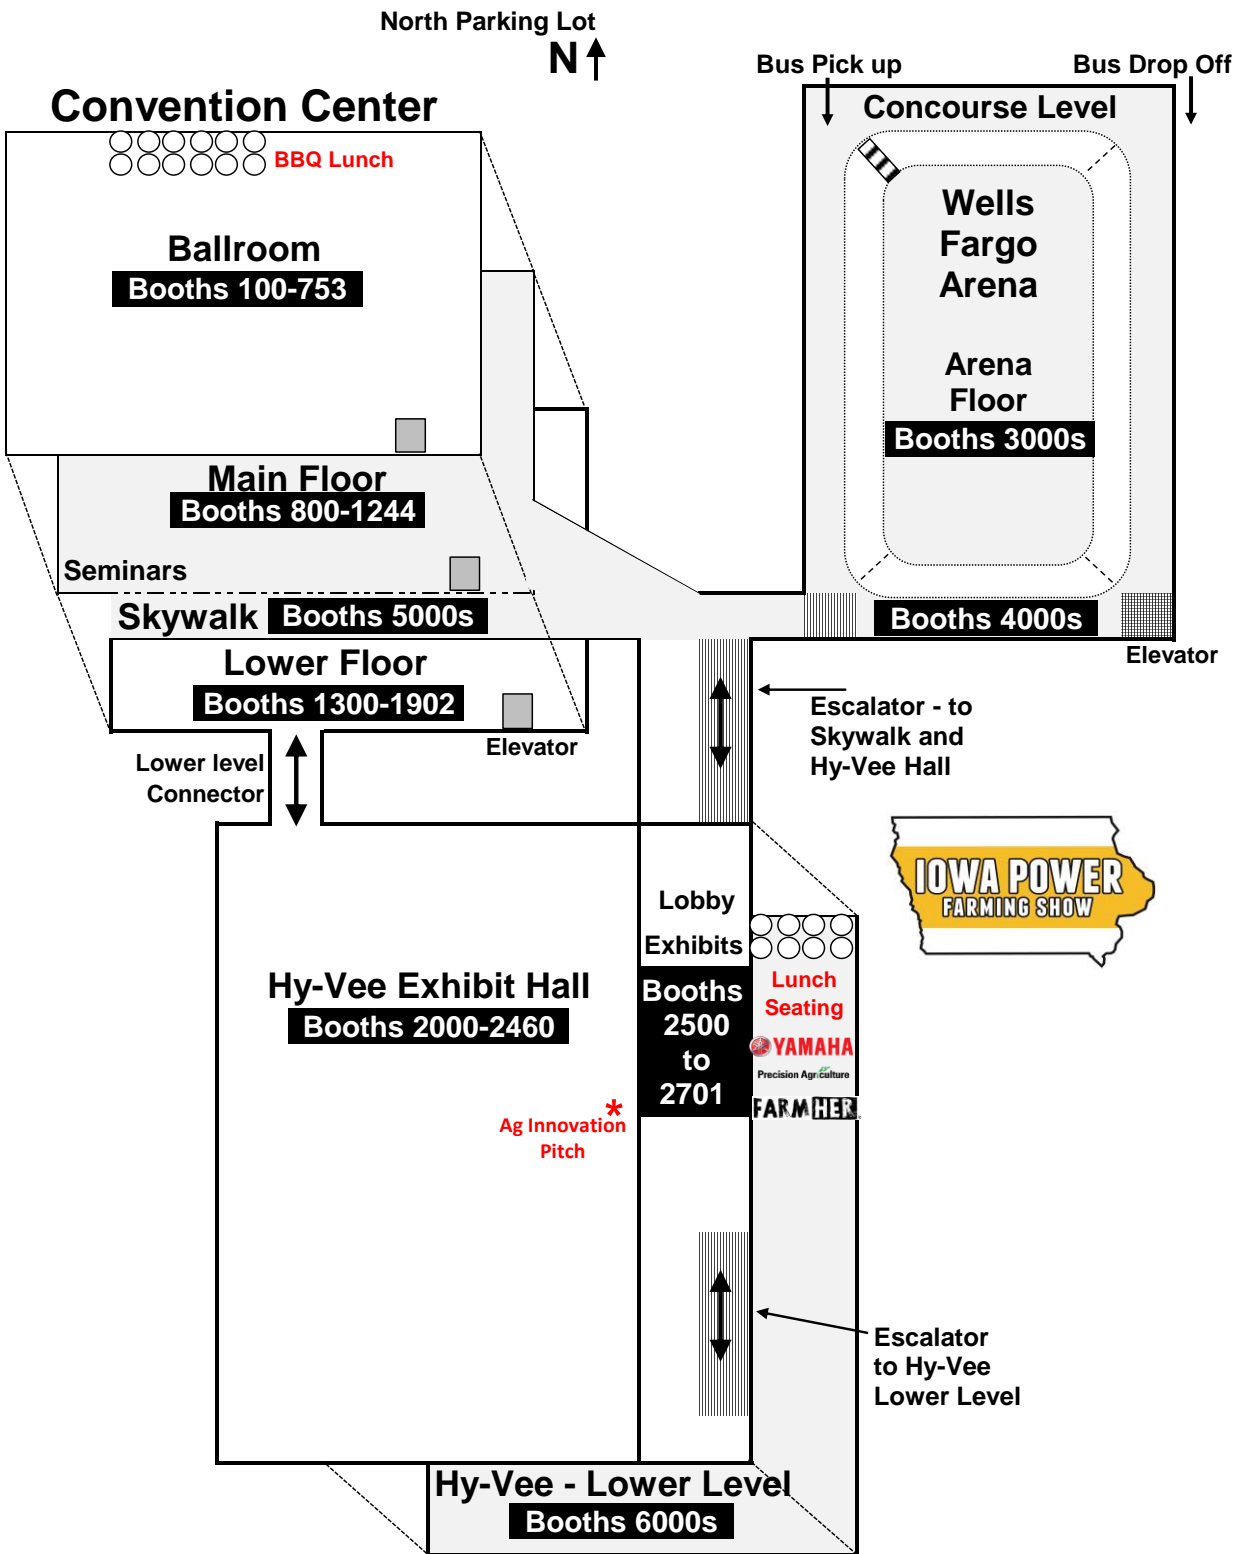 North Parking Lot
N
Bus Pick up
Bus Drop Off
Convention Center
Concourse Level
BBQ Lunch
Wells
Fargo
Arena
Ballroom
Booths 100-753
Arena
Floor
Booths 3000s
Main Floor
Booths 800-1244
Seminars
Skywalk
Booths 5000s
Booths 4000s
Elevator
Lower Floor
Booths 1300-1902
Elevator
Escalator - to
Skywalk and
Hy-Vee Hall
Lower level
Connector
IOWA POWER
FARMING SHOW
Lobby
Exhibits
Hy-Vee Exhibit Hall
Booths 2000-2460
Booths
2500
to
2701
Lunch
Seating
YAMAHA
Precision Agriculture
FARMHER
*
Ag Innovation
Pitch
Escalator
to Hy-Vee
Lower Level
Hy-Vee - Lower Level
Booths 6000s